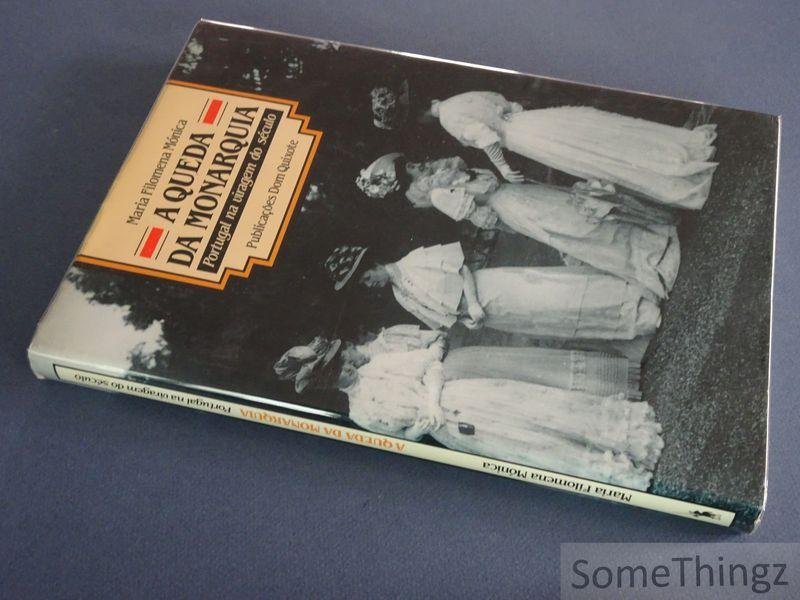 Maria Filomena Mónica
A QUEDA
DA MONARQUIA
Portugal na viragem do século
Publicações Dom Quixote
Maria Filomena Mónica A QUEDA DA MONARQUIA Portugal na viragem do século
SomeThingz